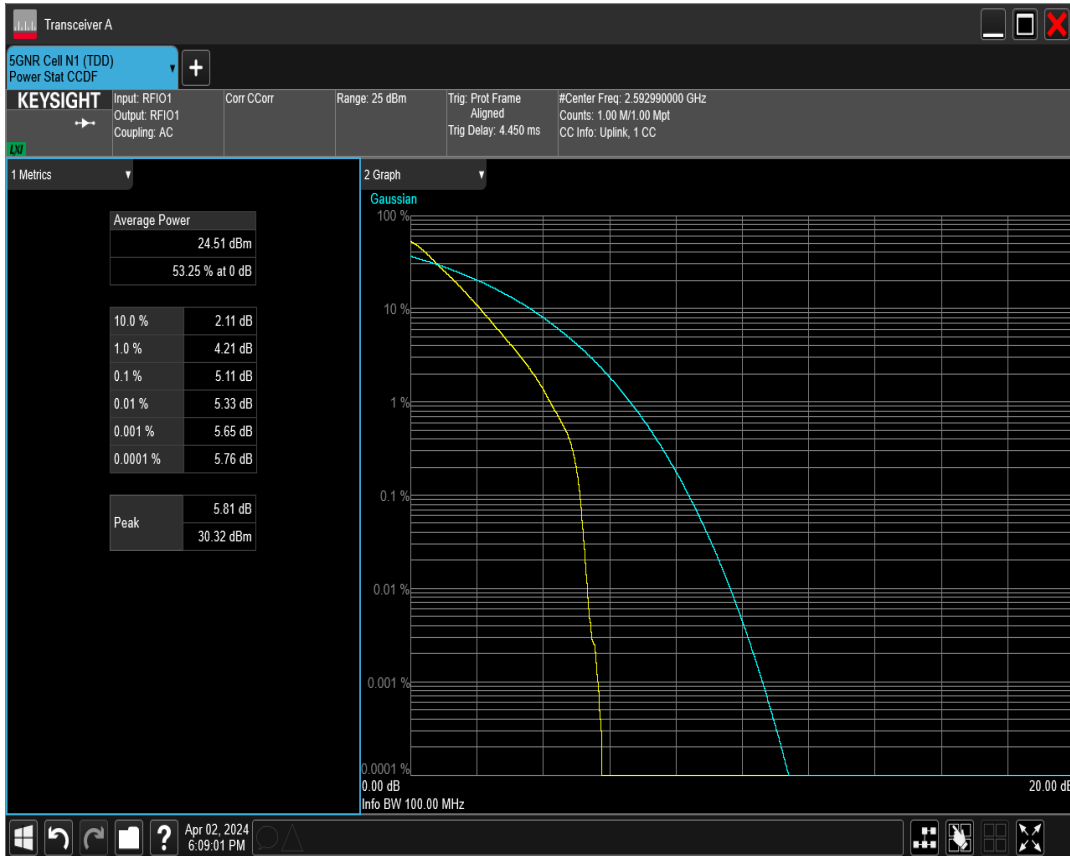 Transceiver A
5GNR Cell N1 (TDD)
Power Stat CCDF
KEYSIGHT
LXI
Input: RFIO1
Output: RFIO1
Coupling: AC
Corr CCorr
Range: 25 dBm
Trig: Prot Frame
Aligned
Trig Delay: 4.450 ms
#Center Freq: 2.592990000 GHz
Counts: 1.00 M/1.00 Mpt
CC Info: Uplink, 1 CC
1 Metrics
Average Power
24.51 dBm
53.25 % at 0 dB
10.0 % 2.11 dB
1.0 % 4.21 dB
0.1 % 5.11 dB
0.01 % 5.33 dB
0.001 % 5.65 dB
0.0001 % 5.76 dB
Peak 5.81 dB
30.32 dBm
2 Graph
Gaussian
100 %
10 %
1 %
0.1 %
0.01 %
0.001 %
0.0001 %
0.00 dB
20.00 dB
Info BW 100.00 MHz
Apr 02, 2024
6:09:01 PM